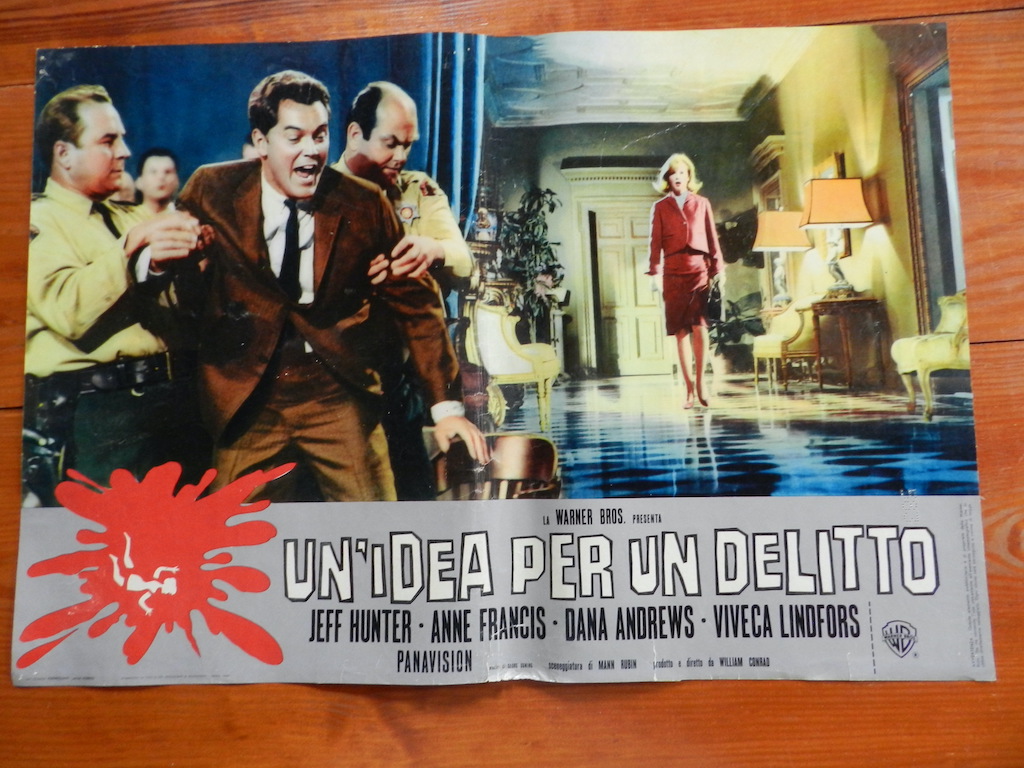 LA WARNER BROS. PRESENTA
UN'IDEA PER UN DELITTO
JEFF HUNTER · ANNE FRANCIS · DANA ANDREWS · VIVECA LINDFORS
PANAVISION sceneggiatura di MANN RUBIN prodotto e diretto da WILLIAM CONRAD